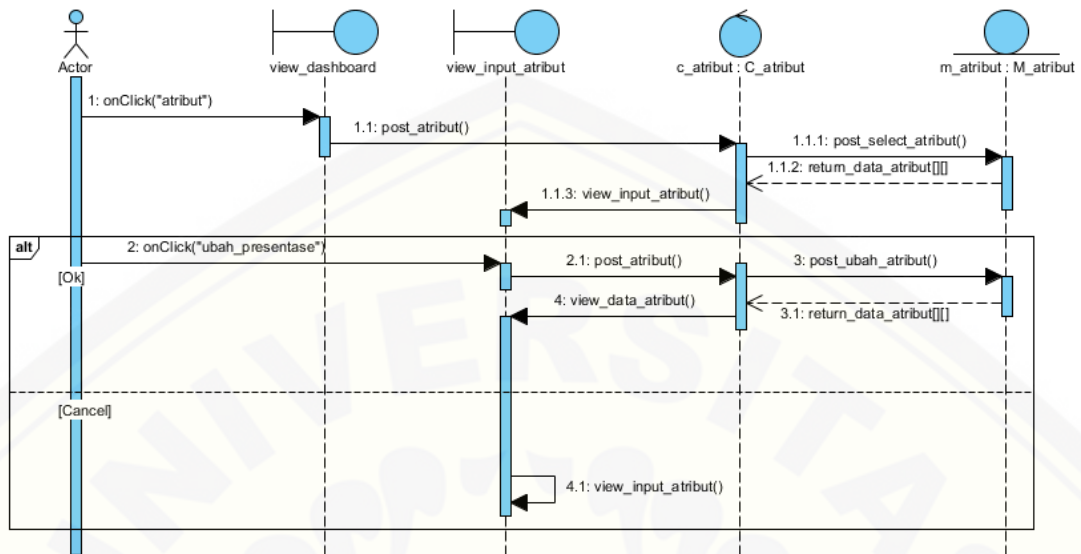 Actor
view_dashboard
view_input_atribut
c_atribut : C_atribut
m_atribut : M_atribut
1: onClick("atribut")
1.1: post_atribut()
1.1.1: post_select_atribut()
1.1.2: return_data_atribut[][]
1.1.3: view_input_atribut()
alt
2: onClick("ubah_presentase")
[Ok]
2.1: post_atribut()
3: post_ubah_atribut()
4: view_data_atribut()
3.1: return_data_atribut[][]
[Cancel]
4.1: view_input_atribut()
NIVERSITA